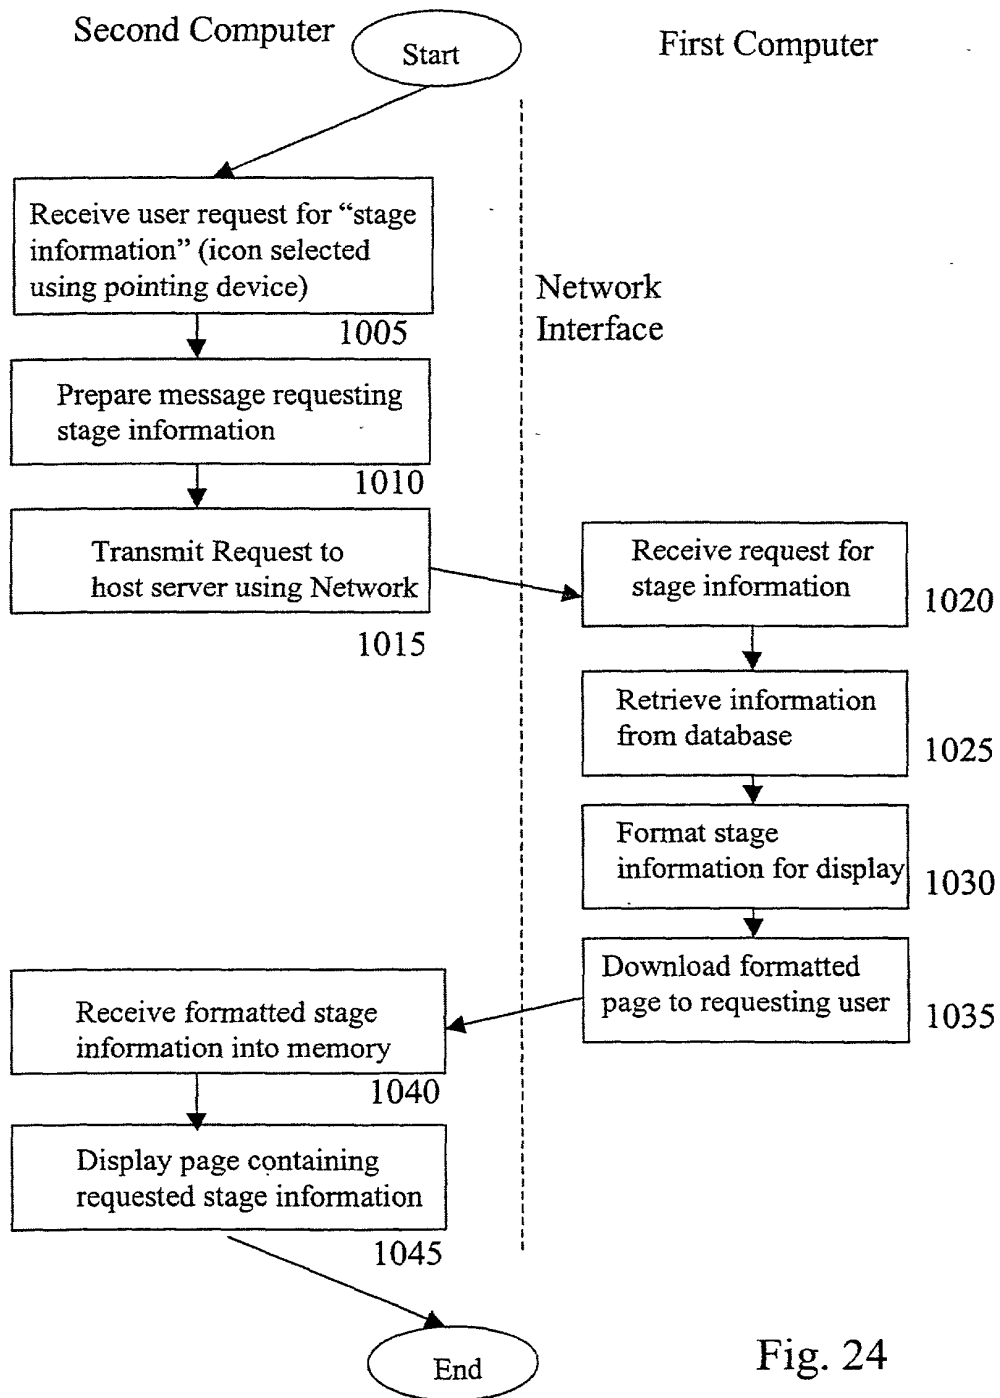 Second Computer
Start
First Computer
Receive user request for “stage
information” (icon selected
using pointing device)
1005
Network
Interface
Prepare message requesting
stage information
1010
Transmit Request to
host server using Network
1015
Receive request for
stage information
1020
Retrieve information
from database
1025
Format stage
information for display
1030
Download formatted
page to requesting user
1035
Receive formatted stage
information into memory
1040
Display page containing
requested stage information
1045
End
Fig. 24